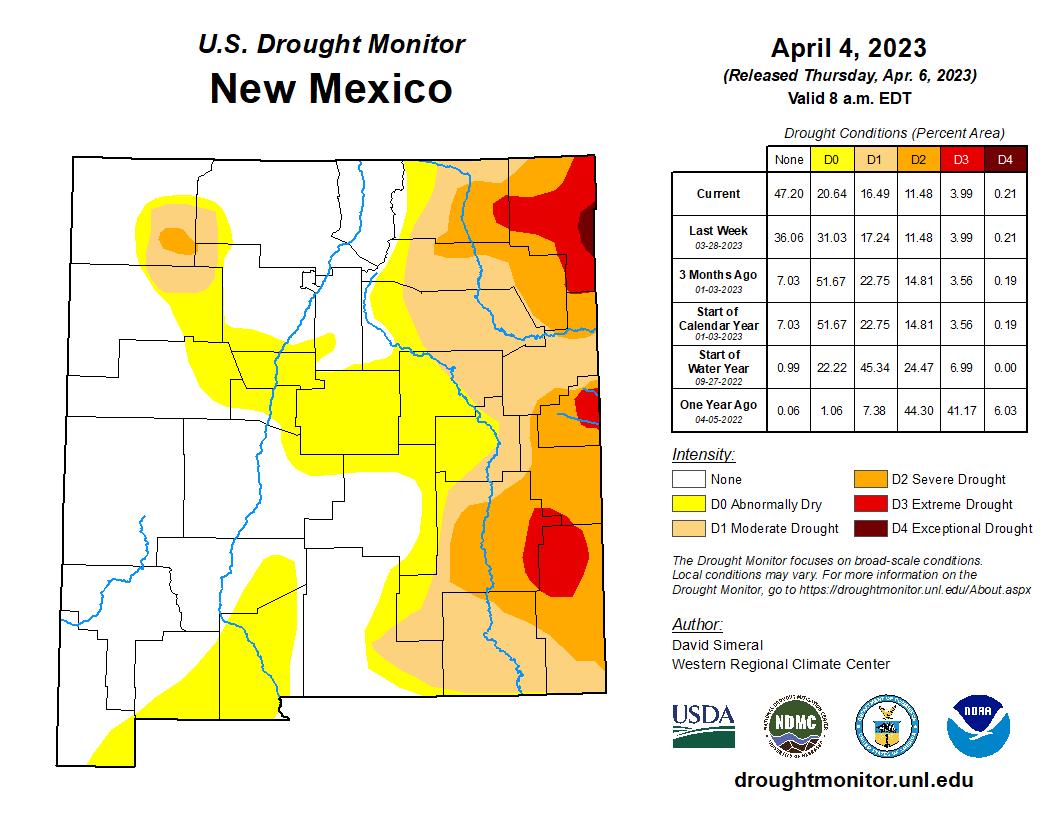 U.S. Drought Monitor
New Mexico
April 4, 2023
(Released Thursday, Apr. 6, 2023)
Valid 8 a.m. EDT
Drought Conditions (Percent Area)
None D0 D1 D2 D3 D4
Current 47.20 20.64 16.49 11.48 3.99 0.21
Last Week 36.06 31.03 17.24 11.48 3.99 0.21
03-28-2023
3 Months Ago 7.03 51.67 22.75 14.81 3.56 0.19
01-03-2023
Start of
Calendar Year 7.03 51.67 22.75 14.81 3.56 0.19
01-03-2023
Start of
Water Year 0.99 22.22 45.34 24.47 6.99 0.00
09-27-2022
One Year Ago 0.06 1.06 7.38 44.30 41.17 6.03
04-05-2022
Intensity:
None
D0 Abnormally Dry
D1 Moderate Drought
D2 Severe Drought
D3 Extreme Drought
D4 Exceptional Drought
The Drought Monitor focuses on broad-scale conditions.
Local conditions may vary. For more information on the
Drought Monitor, go to https://droughtmonitor.unl.edu/About.aspx
Author:
David Simeral
Western Regional Climate Center
USDA
NDMC
NOAA
droughtmonitor.unl.edu